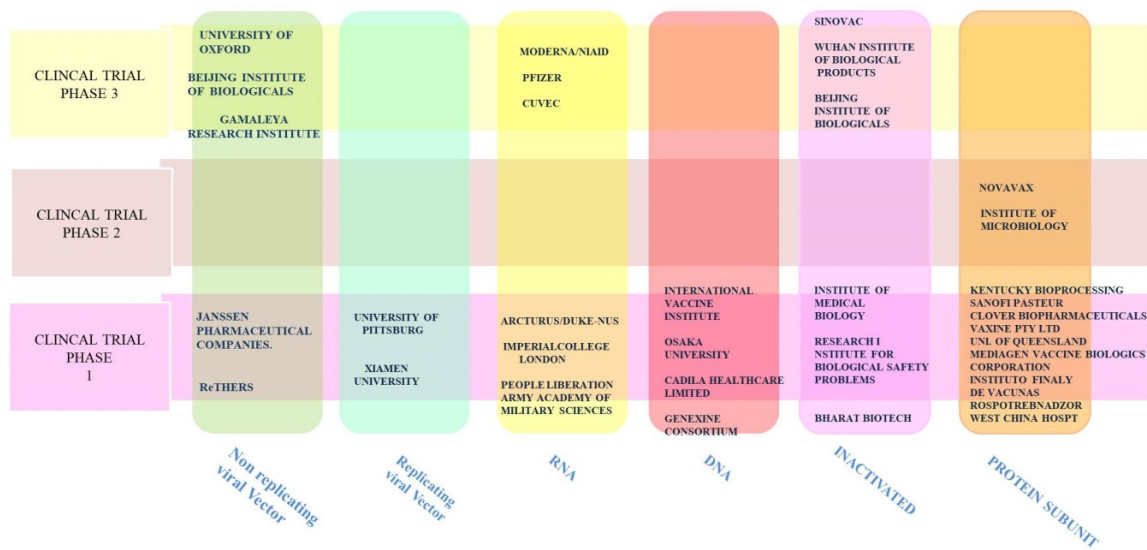 CLINCAL TRIAL
PHASE 3
UNIVERSITY OF
OXFORD
BEIJING INSTITUTE
OF BIOLOGICALS
GAMALEYA
RESEARCH INSTITUTE
MODERNA/NIAID
PFIZER
CUVEC
SINOVAC
WUHAN INSTITUTE
OF BIOLOGICAL
PRODUCTS
BEIJING
INSTITUTE OF
BIOLOGICALS
CLINCAL TRIAL
PHASE 2
NOVAVAX
INSTITUTE OF
MICROBIOLOGY
CLINCAL TRIAL
PHASE
1
JANSSEN
PHARMACEUTICAL
COMPANIES.
ReTHERS
UNIVERSITY OF
PITTSBURG
XIAMEN
UNIVERSITY
ARCTURUS/DUKE-NUS
IMPERIALCOLLEGE
LONDON
PEOPLE LIBERATION
ARMY ACADEMY OF
MILITARY SCIENCES
INTERNATIONAL
VACCINE
INSTITUTE
OSAKA
UNIVERSITY
CADILA HEALTHCARE
LIMITED
GENEXINE
CONSORTIUM
INSTITUTE OF
MEDICAL
BIOLOGY
RESEARCH I
NSTITUTE FOR
BIOLOGICAL SAFETY
PROBLEMS
BHARAT BIOTECH
KENTUCKY BIOPROCESSING
SANOFI PASTEUR
CLOVER BIOPHARMACEUTICALS
VAXINE PTY LTD
UNI. OF QUEENSLAND
MEDIAGEN VACCINE BIOLOGICS
CORPORATION
INSTITUTO FINALY
DE VACUNAS
ROSPOTREBNADZOR
WEST CHINA HOSPT
Non replicating
viral Vector
Replicating
viral Vector
RNA
DNA
INACTIVATED
PROTEIN SUBUNIT